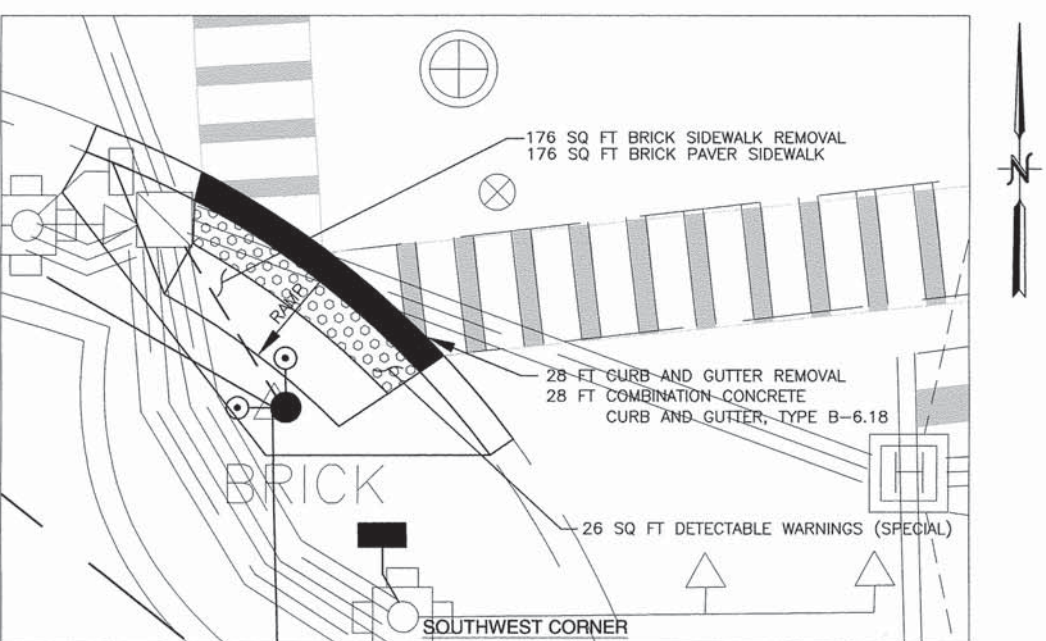 176 SQ FT BRICK SIDEWALK REMOVAL
176 SQ FT BRICK PAVER SIDEWALK
N
RAMP
28 FT CURB AND GUTTER REMOVAL
28 FT COMBINATION CONCRETE
CURB AND GUTTER, TYPE B-6.18
H
BRICK
26 SQ FT DETECTABLE WARNINGS (SPECIAL)
SOUTHWEST CORNER